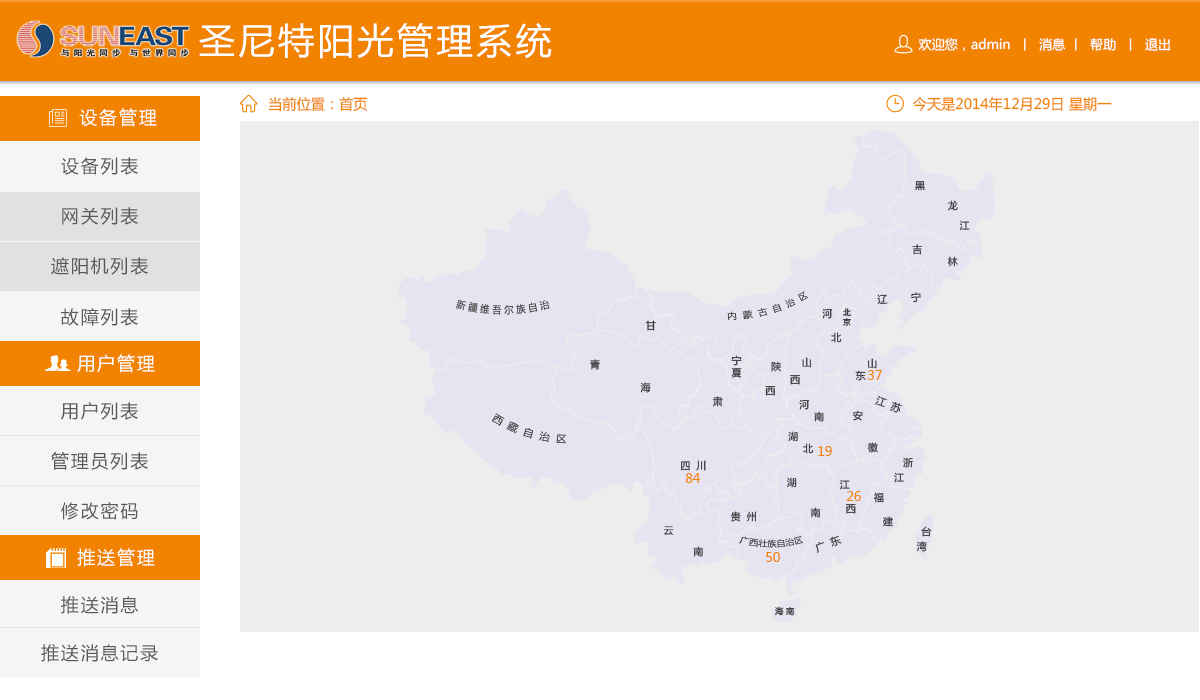 SUNEAST
与阳光同步 与世界同步
圣尼特阳光管理系统
欢迎您，admin | 消息 | 帮助 | 退出
当前位置：首页
今天是2014年12月29日 星期一
设备管理
设备列表
网关列表
遮阳机列表
故障列表
用户管理
用户列表
管理员列表
修改密码
推送管理
推送消息
推送消息记录
黑龙江
吉林
辽宁
内蒙古自治区
北京
河北
新疆维吾尔族自治
甘肃
青海
宁夏
陕西
山西
山东
37
河南
江苏
安徽
西藏自治区
湖北
19
四川
84
浙江
湖南
江西
26
福建
贵州
云南
广西壮族自治区
50
广东
台湾
海南